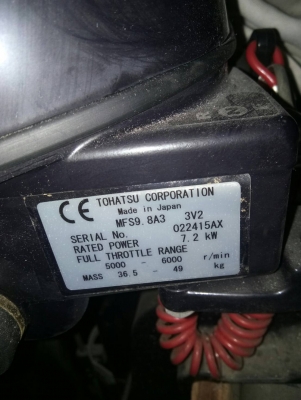 CE TOHATSU CORPORATION
Made in Japan
MFS9.8A3 3V2
SERIAL No. 022415AX
RATED POWER 7.2 kW
FULL THROTTLE RANGE
5000 - 6000 r/min
MASS 36.5 - 49 kg